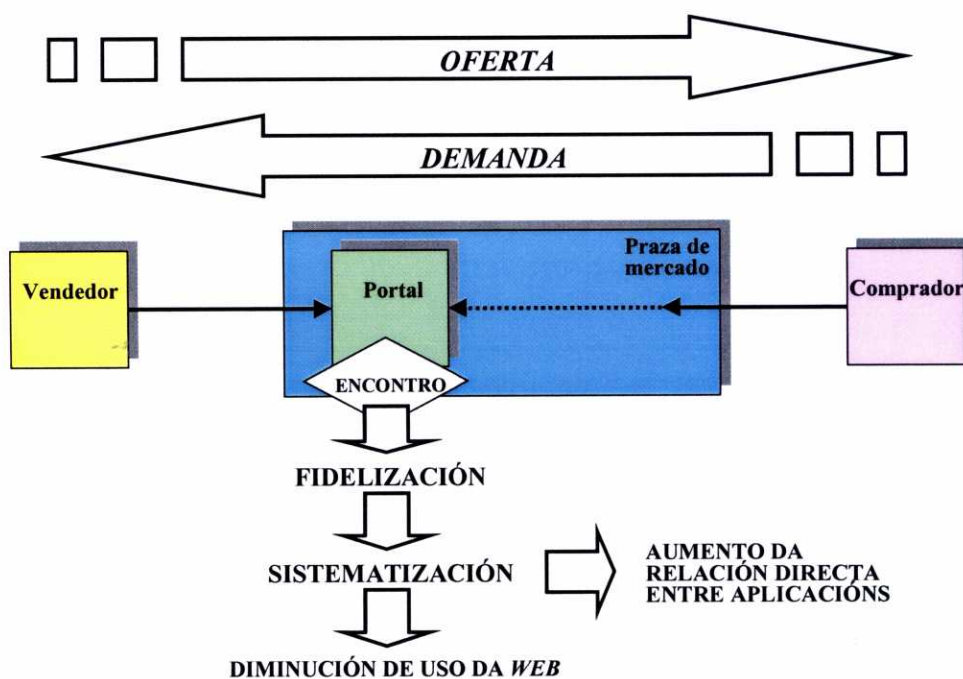 OFERTA
DEMANDA
Vendedor
Portal
Praza de
mercado
Comprador
ENCONTRO
FIDELIZACIÓN
SISTEMATIZACIÓN
AUMENTO DA
RELACIÓN DIRECTA
ENTRE APLICACIÓNS
DIMINUCIÓN DE USO DA WEB